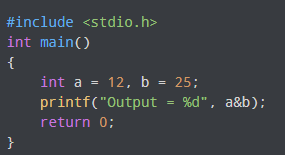 #include <stdio.h>
int main()
{
    int a = 12, b = 25;
    printf("Output = %d", a&b);
    return 0;
}